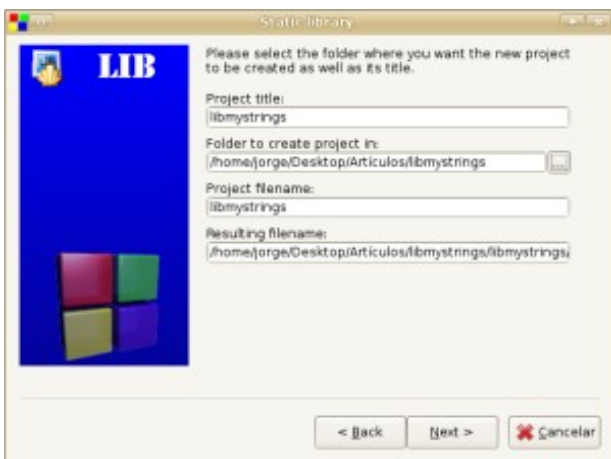 Static library
LIB
Please select the folder where you want the new project
to be created as well as its title.
Project title:
libmystrings
Folder to create project in:
/home/jorge/Desktop/Artículos/libmystrings
...
Project filename:
libmystrings
Resulting filename:
/home/jorge/Desktop/Artículos/libmystrings/libmystrings/
< Back
Next >
Cancelar